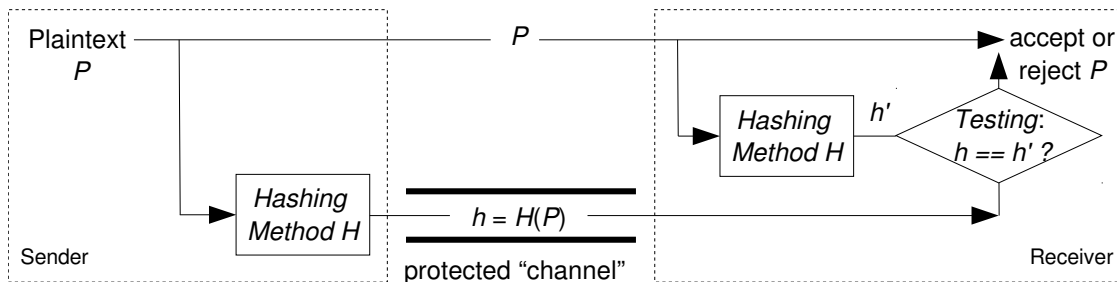 Plaintext
P
P
accept or
reject P
Hashing
Method H
h'
Testing:
h == h' ?
Hashing
Method H
h = H(P)
protected “channel”
Sender
Receiver